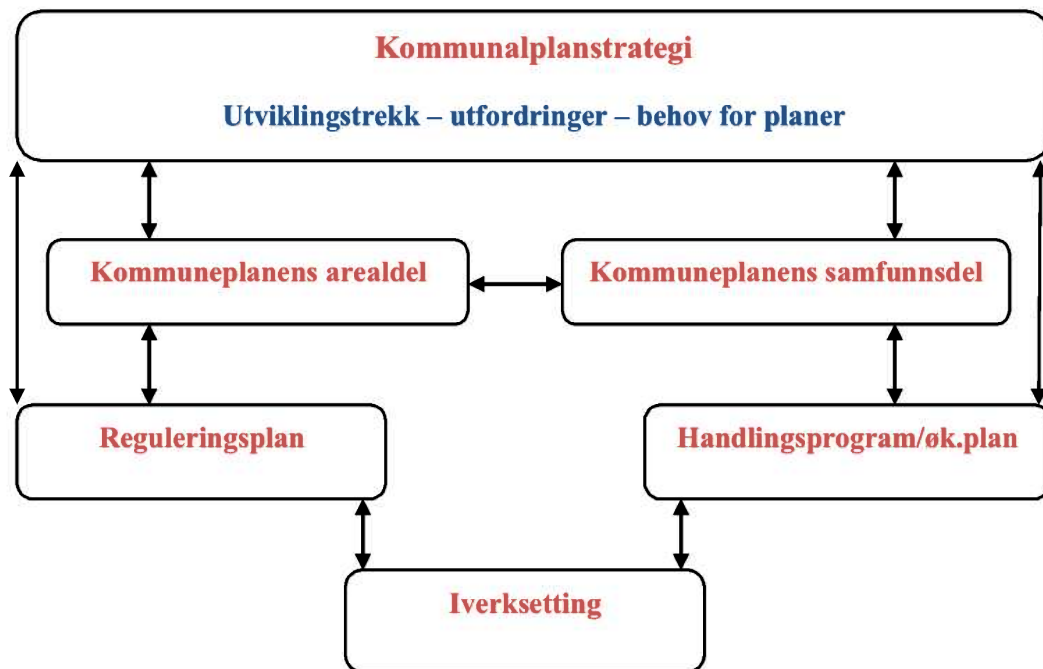 Kommunalplanstrategi
Utviklingstrekk – utfordringer – behov for planer
Kommuneplanens arealdel
Kommuneplanens samfunnsdel
Reguleringsplan
Handlingsprogram/øk.plan
Iverksetting